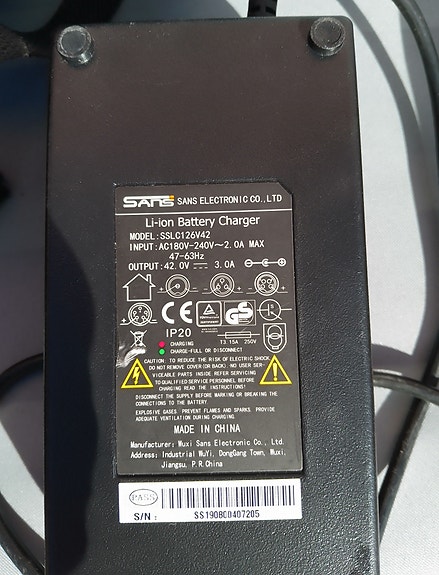 SANS SANS ELECTRONIC CO.,LTD
Li-ion Battery Charger
MODEL:SSLC126V42
INPUT:AC180V-240V~2.0A MAX
47-63Hz
OUTPUT:42.0V 3.0A
CE
GS
IP20
T3.15A 250V
CHARGING
CHARGE-FULL OR DISCONNECT
CAUTION: TO REDUCE THE RISK OF ELECTRIC SHOCK,
DO NOT REMOVE COVER (OR BACK). NO USER SER-
VICEABLE PARTS INSIDE REFER SERVICING
TO QUALIFIED SERVICE PERSONNEL BEFORE
CHARGING READ THE INSTRUCTIONS!
DISCONNECT THE SUPPLY BEFORE MARKING OR BREAKING THE
CONNECTIONS TO THE BATTERY
EXPLOSIVE GASES. PREVENT FLAMES AND SPARKS. PROVIDE
ADEQUATE VENTILATION DURING CHARGING.
MADE IN CHINA
Manufacturer: Wuxi Sans Electronic Co., Ltd.
Address: Industrial WuYi, DongGang Town, Wuxi,
Jiangsu, P.R.China
PASS
S/N: SS190800407205